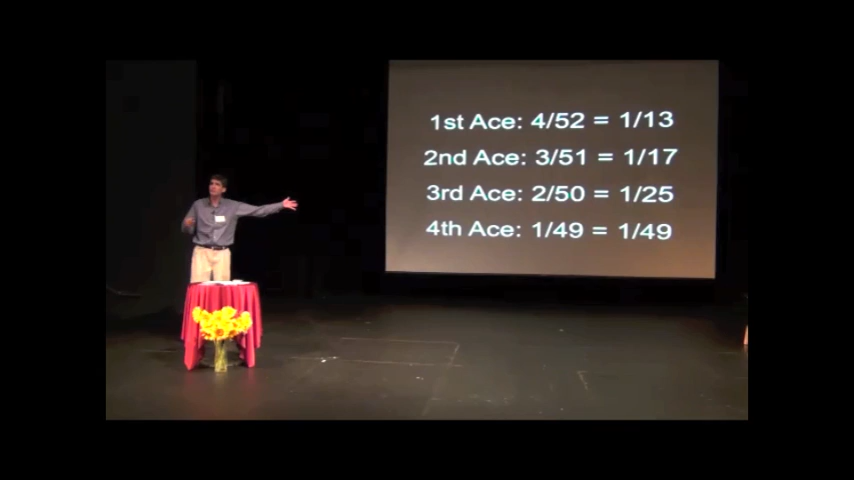 1st Ace: 4/52 = 1/13
2nd Ace: 3/51 = 1/17
3rd Ace: 2/50 = 1/25
4th Ace: 1/49 = 1/49